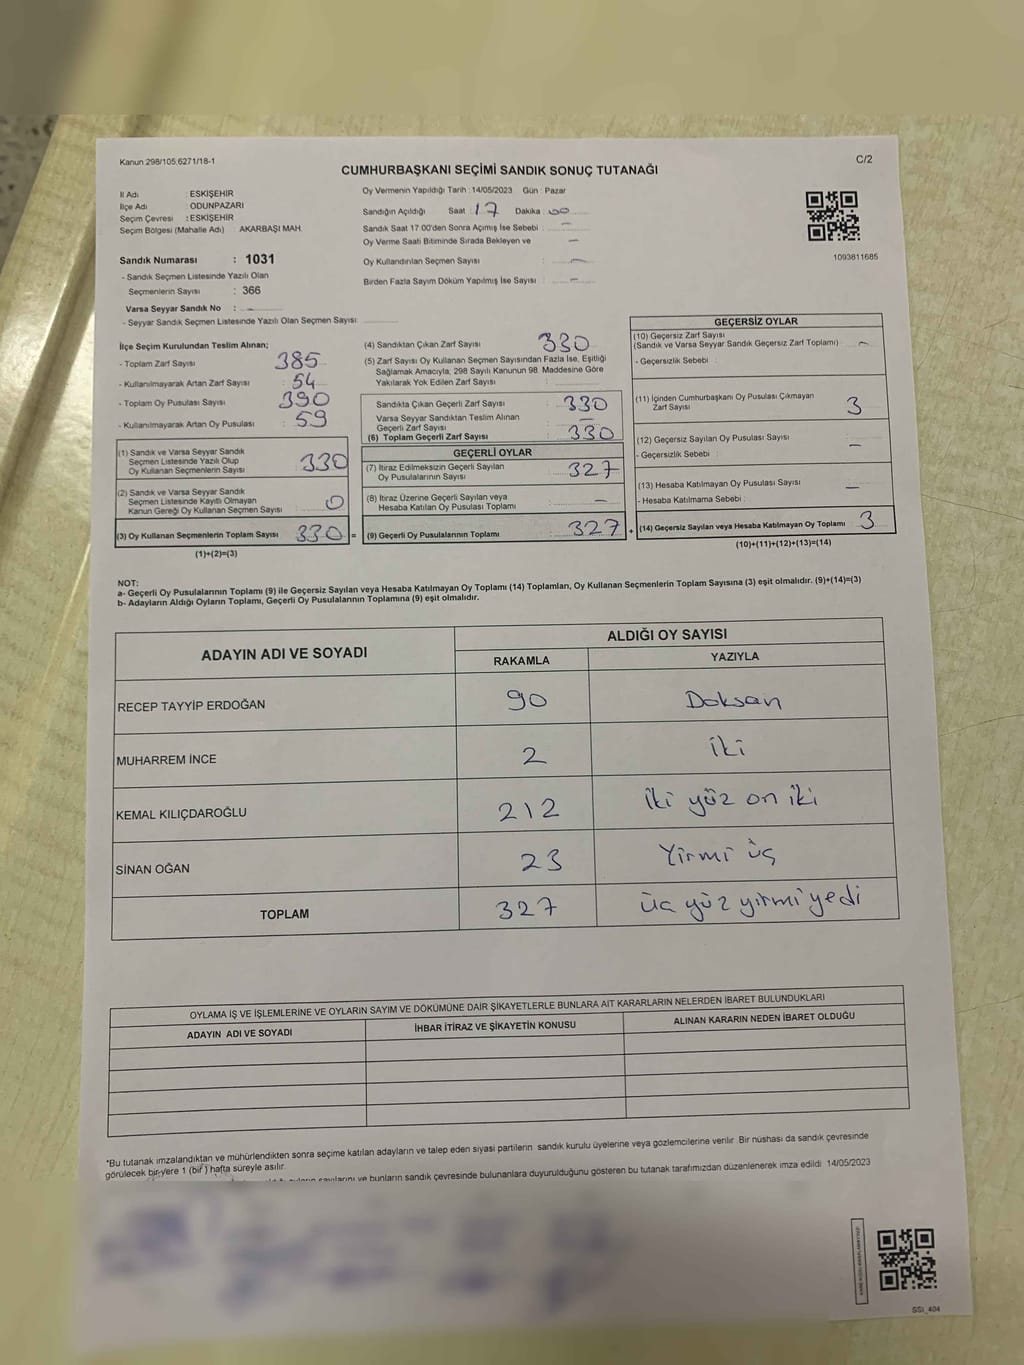 Kanun 298/105.6271/18-1
C/2
CUMHURBAŞKANI SEÇİMİ SANDIK SONUÇ TUTANAĞI
İl Adı : ESKİŞEHİR
İlçe Adı : ODUNPAZARI
Seçim Çevresi : ESKİŞEHİR
Seçim Bölgesi (Mahalle Adı) AKARBAŞI MAH.
Sandık Numarası : 1031
- Sandık Seçmen Listesinde Yazılı Olan
Seçmenlerin Sayısı : 366
Varsa Seyyar Sandık No : -
- Seyyar Sandık Seçmen Listesinde Yazılı Olan Seçmen Sayısı
Oy Vermenin Yapıldığı Tarih : 14/05/2023 Gün : Pazar
Sandığın Açıldığı Saat : 17 Dakika : 00
Sandık Saat 17.00'den Sonra Açımış İse Sebebi : -
Oy Verme Saati Bitiminde Sırada Bekleyen ve -
Oy Kullandırılan Seçmen Sayısı : -
Birden Fazla Sayım Döküm Yapılmış İse Sayısı : -
1093811685
İlçe Seçim Kurulundan Teslim Alınan;
- Toplam Zarf Sayısı : 385
- Kullanılmayarak Artan Zarf Sayısı : 54
- Toplam Oy Pusulası Sayısı : 390
- Kullanılmayarak Artan Oy Pusulası : 59
(1) Sandık ve Varsa Seyyar Sandık
Seçmen Listesinde Yazılı Olup
Oy Kullanan Seçmenlerin Sayısı : 330
(2) Sandık ve Varsa Seyyar Sandık
Seçmen Listesinde Kayıtlı Olmayan
Kanun Gereği Oy Kullanan Seçmen Sayısı : 0
(3) Oy Kullanan Seçmenlerin Toplam Sayısı 330 =
(1)+(2)=(3)
(4) Sandıktan Çıkan Zarf Sayısı : 330
(5) Zarf Sayısı Oy Kullanan Seçmen Sayısından Fazla İse, Eşitliği
Sağlamak Amacıyla, 298 Sayılı Kanunun 98. Maddesine Göre
Yakılarak Yok Edilen Zarf Sayısı :
Sandıkta Çıkan Geçerli Zarf Sayısı : 330
Varsa Seyyar Sandıktan Teslim Alınan
Geçerli Zarf Sayısı : -
(6) Toplam Geçerli Zarf Sayısı : 330
GEÇERLİ OYLAR
(7) İtiraz Edilmeksizin Geçerli Sayılan
Oy Pusulalarının Sayısı : 327
(8) İtiraz Üzerine Geçerli Sayılan veya
Hesaba Katılan Oy Pusulası Toplamı : -
(9) Geçerli Oy Pusulalarının Toplamı : 327 +
GEÇERSİZ OYLAR
(10) Geçersiz Zarf Sayısı
(Sandık ve Varsa Seyyar Sandık Geçersiz Zarf Toplamı) -
- Geçersizlik Sebebi :
(11) İçinden Cumhurbaşkanı Oy Pusulası Çıkmayan
Zarf Sayısı 3
(12) Geçersiz Sayılan Oy Pusulası Sayısı : -
- Geçersizlik Sebebi :
(13) Hesaba Katılmayan Oy Pusulası Sayısı : -
- Hesaba Katılmama Sebebi :
(14) Geçersiz Sayılan veya Hesaba Katılmayan Oy Toplamı : 3
(10)+(11)+(12)+(13)=(14)
NOT:
a- Geçerli Oy Pusulalarının Toplamı (9) ile Geçersiz Sayılan veya Hesaba Katılmayan Oy Toplamı (14) Toplamları, Oy Kullanan Seçmenlerin Toplam Sayısına (3) eşit olmalıdır. (9)+(14)=(3)
b- Adayların Aldığı Oyların Toplamı, Geçerli Oy Pusulalarının Toplamına (9) eşit olmalıdır.
ADAYIN ADI VE SOYADI
ALDIĞI OY SAYISI
RAKAMLA YAZIYLA
RECEP TAYYİP ERDOĞAN 90 Doksan
MUHARREM İNCE 2 İki
KEMAL KILIÇDAROĞLU 212 İki yüz on iki
SİNAN OĞAN 23 Yirmi üç
TOPLAM 327 Üç yüz yirmi yedi
OYLAMA İŞ VE İŞLEMLERİNE VE OYLARIN SAYIM VE DÖKÜMÜNE DAİR ŞİKAYETLERLE BUNLARA AİT KARARLARIN NELERDEN İBARET BULUNDUKLARI
ADAYIN ADI VE SOYADI İHBAR İTİRAZ VE ŞİKAYETİN KONUSU ALINAN KARARIN NEDEN İBARET OLDUĞU
*Bu tutanak imzalandıktan ve mühürlendikten sonra seçime katılan adayların ve talep eden siyasi partilerin sandık kurulu üyelerine veya gözlemcilerine verilir. Bir nüshası da sandık çevresinde
görülecek bir yere 1 (bir) hafta süreyle asılır.
ve bunların sandık çevresinde bulunanlara duyurulduğunu gösteren bu tutanak tarafımızdan düzenlenerek imza edildi. 14/05/2023
SSI_404